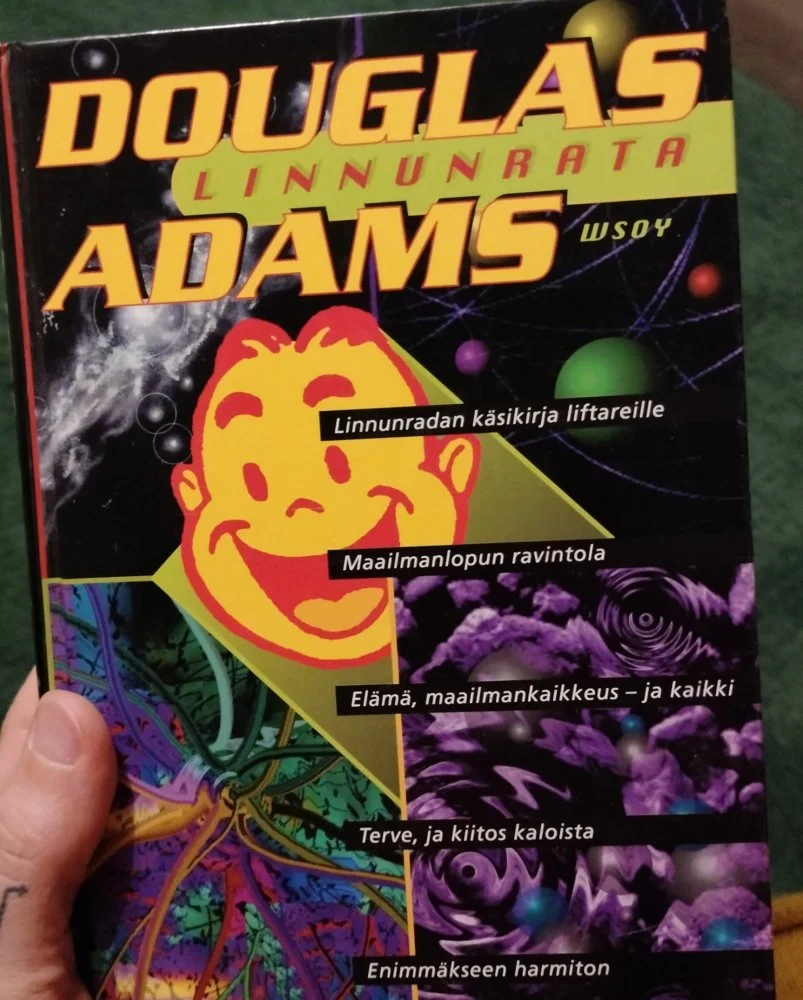 DOUGLAS
LINNUNRATA
ADAMS
WSOY
Linnunradan käsikirja liftareille
Maailmanlopun ravintola
Elämä, maailmankaikkeus – ja kaikki
Terve, ja kiitos kaloista
Enimmäkseen harmiton